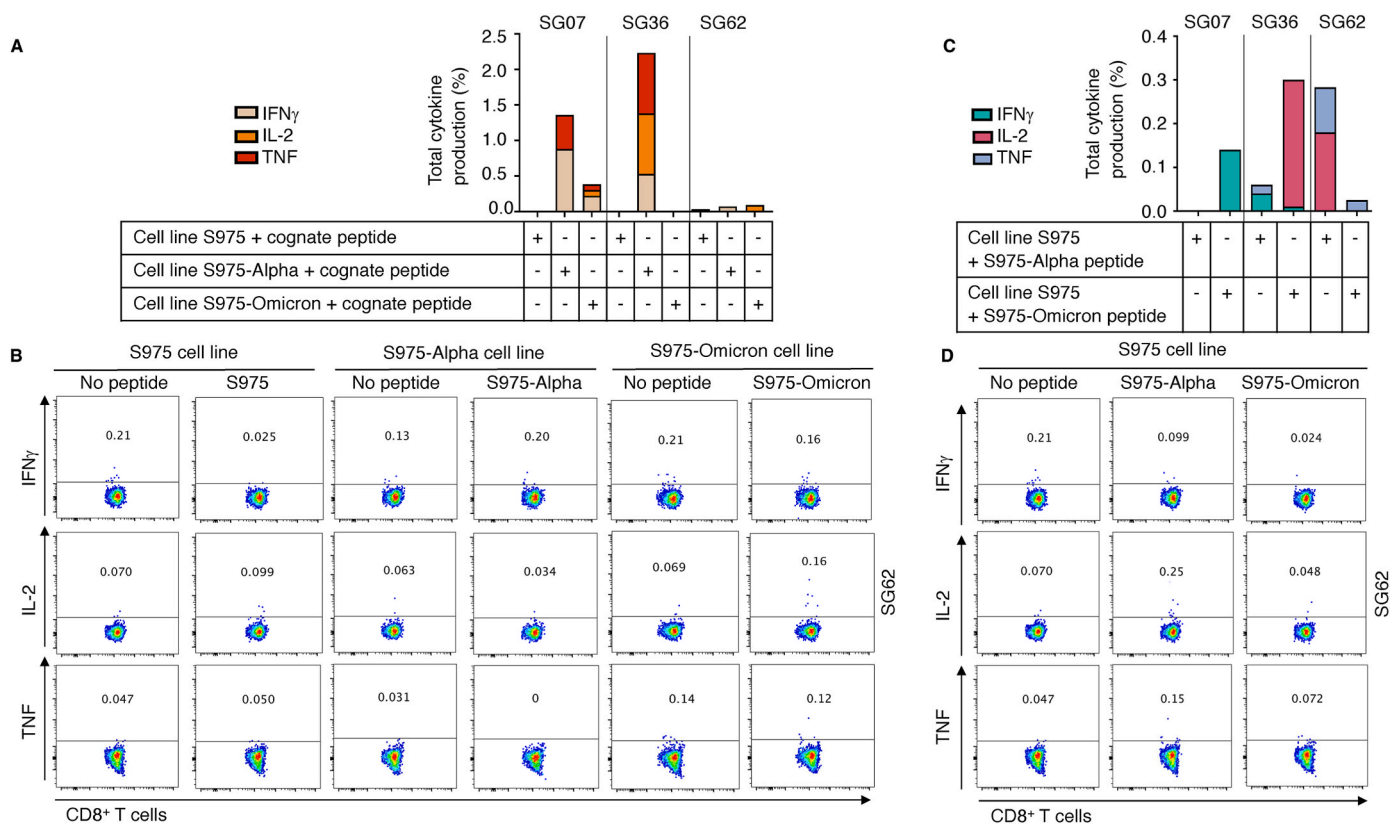 A
SG07 SG36 SG62
Total cytokine
production (%)
2.5
2.0
1.5
1.0
0.5
0.0
IFNγ
IL-2
TNF
Cell line S975 + cognate peptide + - - + - - + - -
Cell line S975-Alpha + cognate peptide - + - - + - - + -
Cell line S975-Omicron + cognate peptide - - + - - + - - +
C
SG07 SG36 SG62
Total cytokine
production (%)
0.4
0.3
0.2
0.1
0.0
IFNγ
IL-2
TNF
Cell line S975
+ S975-Alpha peptide + - + - + -
Cell line S975
+ S975-Omicron peptide - + - + - +
B
S975 cell line S975-Alpha cell line S975-Omicron cell line
No peptide S975 No peptide S975-Alpha No peptide S975-Omicron
IFNγ 0.21 0.025 0.13 0.20 0.21 0.16
IL-2 0.070 0.099 0.063 0.034 0.069 0.16
SG62
TNF 0.047 0.050 0.031 0 0.14 0.12
CD8⁺ T cells
D
S975 cell line
No peptide S975-Alpha S975-Omicron
IFNγ 0.21 0.099 0.024
IL-2 0.070 0.25 0.048
SG62
TNF 0.047 0.15 0.072
CD8⁺ T cells